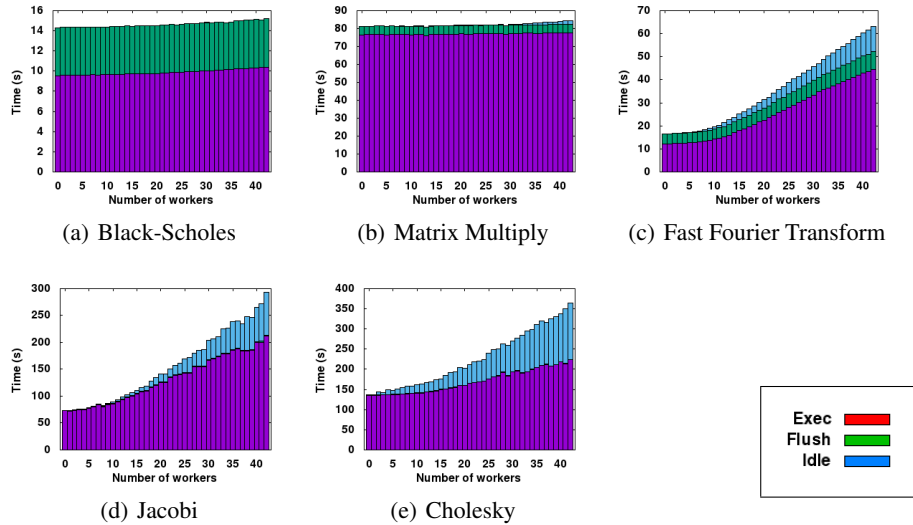 16
14
12
10
8
6
4
2
0
Time (s)
0 5 10 15 20 25 30 35 40
Number of workers
(a) Black-Scholes
90
80
70
60
50
40
30
20
10
0
Time (s)
0 5 10 15 20 25 30 35 40
Number of workers
(b) Matrix Multiply
70
60
50
40
30
20
10
0
Time (s)
0 5 10 15 20 25 30 35 40
Number of workers
(c) Fast Fourier Transform
300
250
200
150
100
50
0
Time (s)
0 5 10 15 20 25 30 35 40
Number of workers
(d) Jacobi
400
350
300
250
200
150
100
50
0
Time (s)
0 5 10 15 20 25 30 35 40
Number of workers
(e) Cholesky
Exec
Flush
Idle